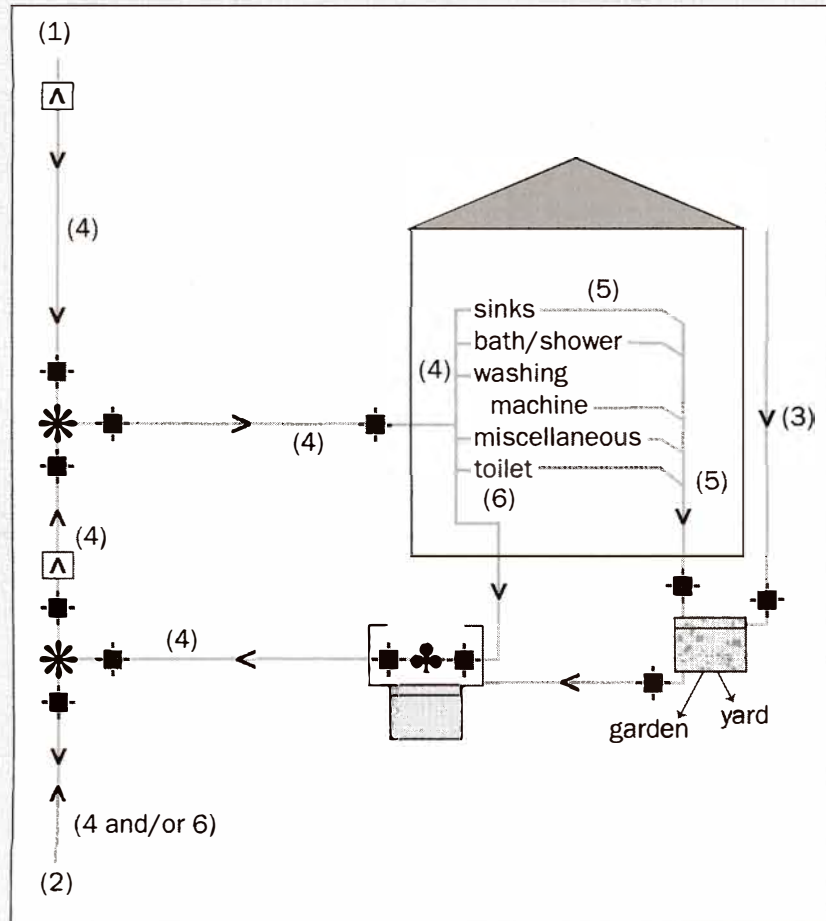 (1)
(4)
sinks
(5)
bath/shower
(4)
washing
machine
(3)
(4)
miscellaneous
toilet
(5)
(6)
(4)
(4)
garden
yard
(4 and/or 6)
(2)